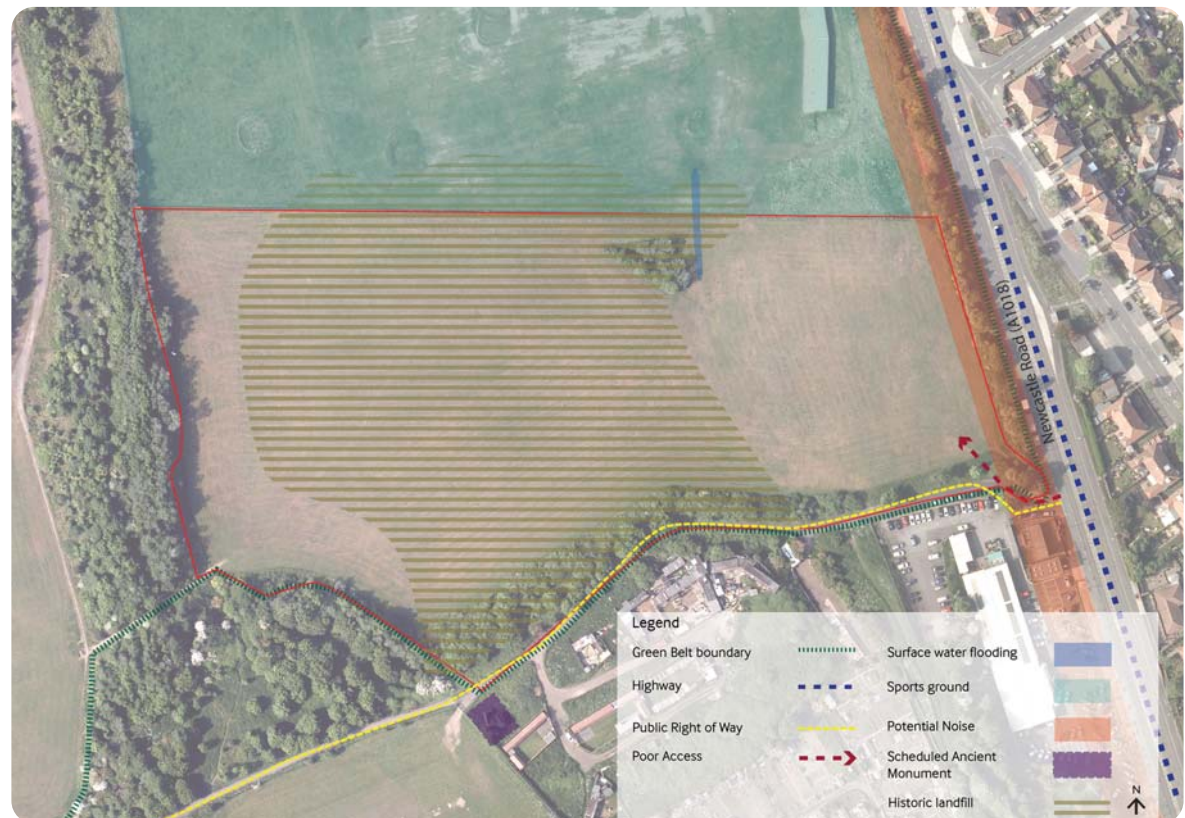 Newcastle Road (A1018)
Legend
Green Belt boundary
Highway
Public Right of Way
Poor Access
Surface water flooding
Sports ground
Potential Noise
Scheduled Ancient
Monument
Historic landfill
N